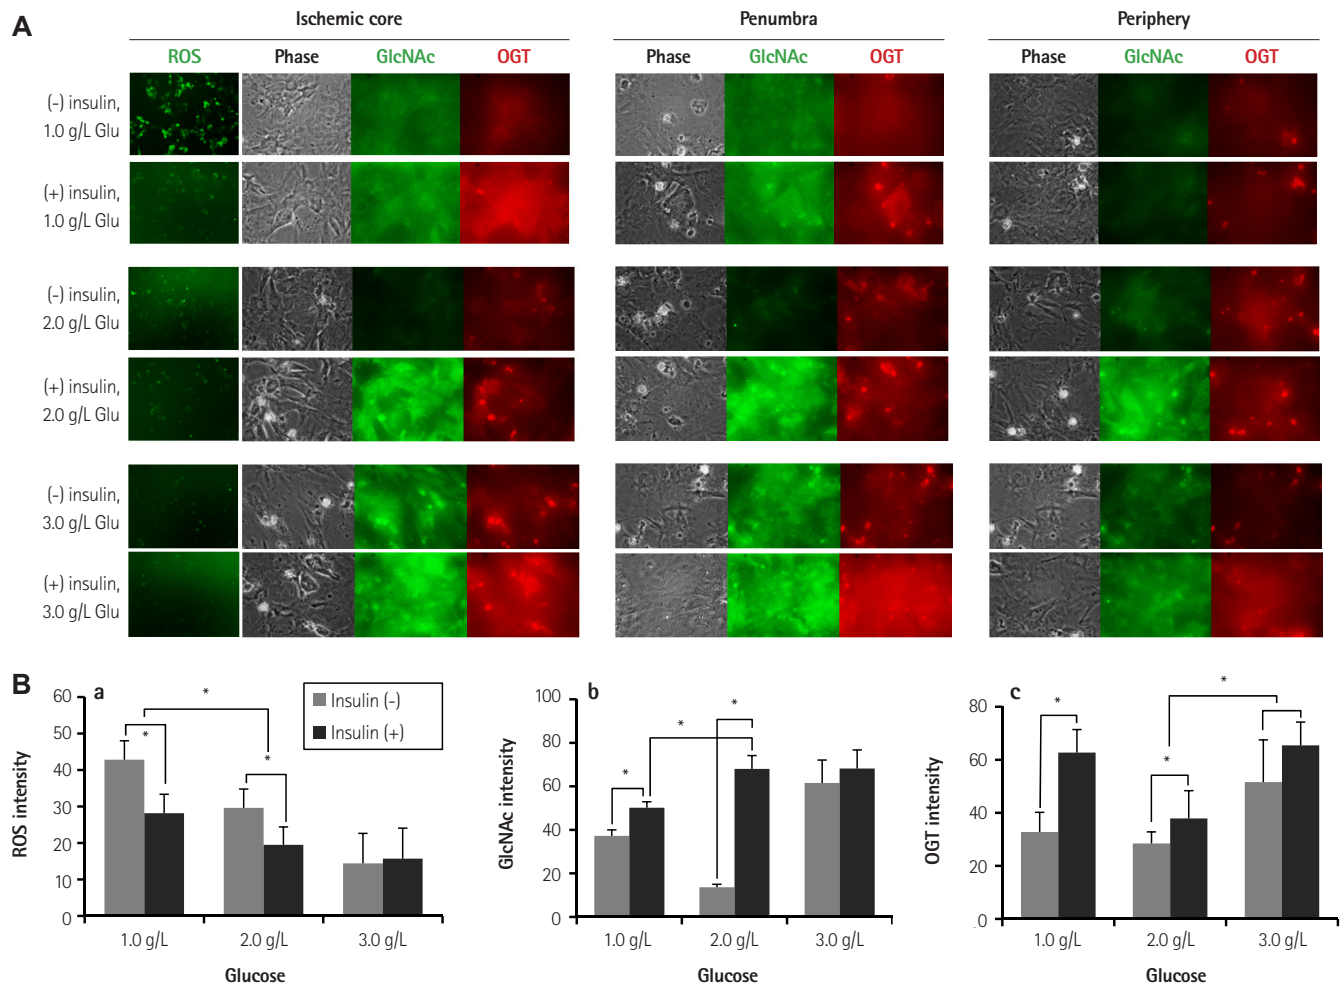 A
Ischemic core
Penumbra
Periphery
ROS Phase GlcNAc OGT
Phase GlcNAc OGT
Phase GlcNAc OGT
(-) insulin,
1.0 g/L Glu
(+) insulin,
1.0 g/L Glu
(-) insulin,
2.0 g/L Glu
(+) insulin,
2.0 g/L Glu
(-) insulin,
3.0 g/L Glu
(+) insulin,
3.0 g/L Glu
B
a
ROS intensity
60
50
40
30
20
10
0
*
*
*
Insulin (-)
Insulin (+)
1.0 g/L 2.0 g/L 3.0 g/L
Glucose
b
GlcNAc intensity
100
80
60
40
20
0
*
*
*
1.0 g/L 2.0 g/L 3.0 g/L
Glucose
c
OGT intensity
80
60
40
20
0
*
*
*
1.0 g/L 2.0 g/L 3.0 g/L
Glucose